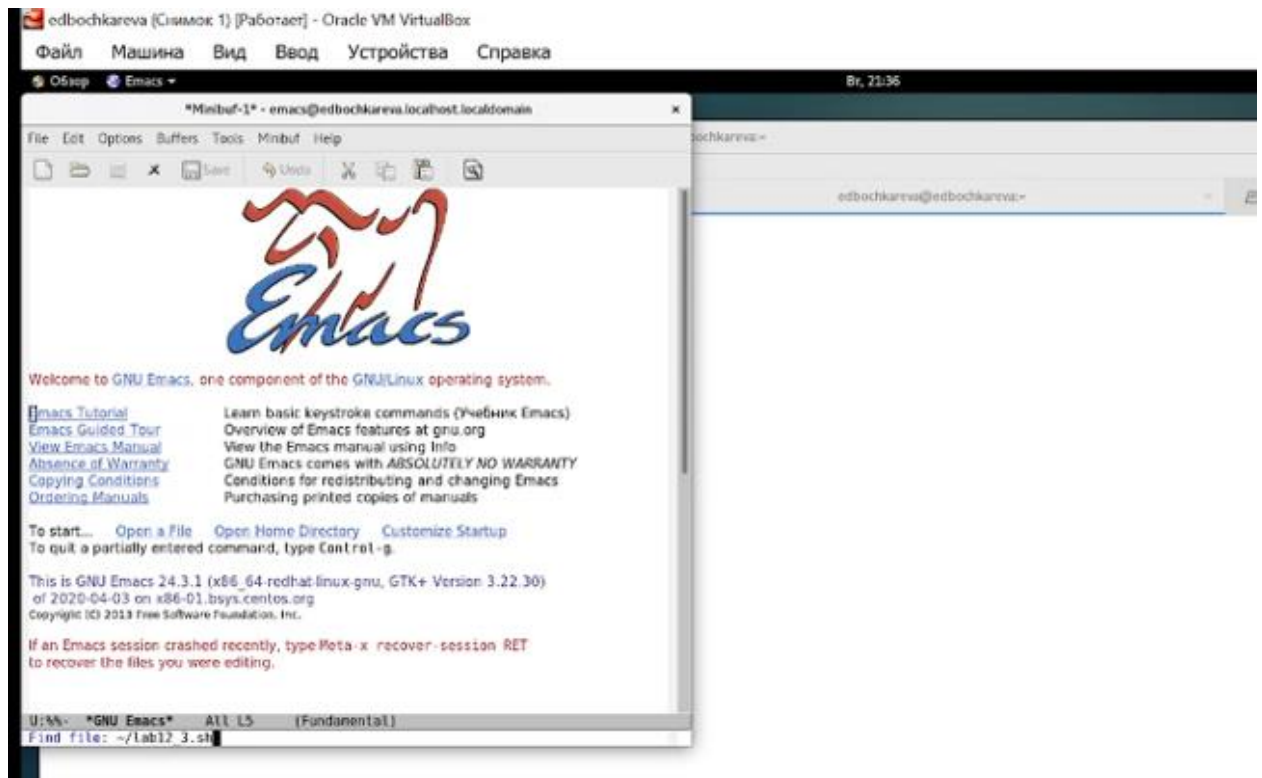 edbochkareva (Снимок 1) [Работает] - Oracle VM VirtualBox
Файл Машина Вид Ввод Устройства Справка
Обзор Emacs Вт, 21:36
*Minibuf-1* - emacs@edbochkareva.localhost.localdomain
File Edit Options Buffers Tools Minibuf Help
ochkareva:~
Save Undo
edbochkareva@edbochkareva:~
Emacs
Welcome to GNU Emacs, one component of the GNU/Linux operating system.
Emacs Tutorial Learn basic keystroke commands (Учебник Emacs)
Emacs Guided Tour Overview of Emacs features at gnu.org
View Emacs Manual View the Emacs manual using Info
Absence of Warranty GNU Emacs comes with ABSOLUTELY NO WARRANTY
Copying Conditions Conditions for redistributing and changing Emacs
Ordering Manuals Purchasing printed copies of manuals
To start... Open a File Open Home Directory Customize Startup
To quit a partially entered command, type Control-g.
This is GNU Emacs 24.3.1 (x86_64-redhat-linux-gnu, GTK+ Version 3.22.30)
of 2020-04-03 on x86-01.bsys.centos.org
Copyright (C) 2013 Free Software Foundation, Inc.
If an Emacs session crashed recently, type Meta-x recover-session RET
to recover the files you were editing.
U:%%- *GNU Emacs* All L5 (Fundamental)
Find file: ~/lab12_3.sh